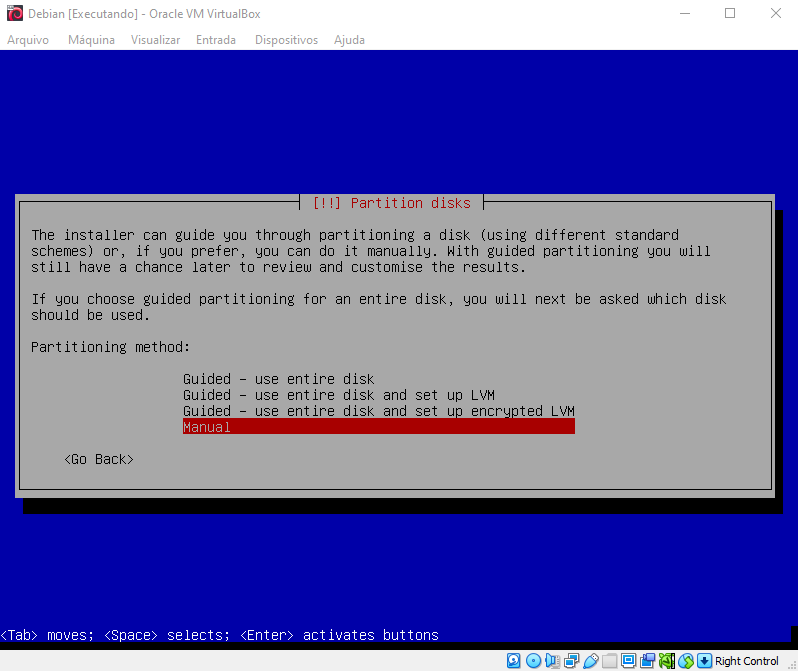 Debian [Executando] - Oracle VM VirtualBox
Arquivo Máquina Visualizar Entrada Dispositivos Ajuda
[!!] Partition disks
The installer can guide you through partitioning a disk (using different standard
schemes) or, if you prefer, you can do it manually. With guided partitioning you will
still have a chance later to review and customise the results.
If you choose guided partitioning for an entire disk, you will next be asked which disk
should be used.
Partitioning method:
Guided - use entire disk
Guided - use entire disk and set up LVM
Guided - use entire disk and set up encrypted LVM
Manual
<Go Back>
<Tab> moves; <Space> selects; <Enter> activates buttons
Right Control